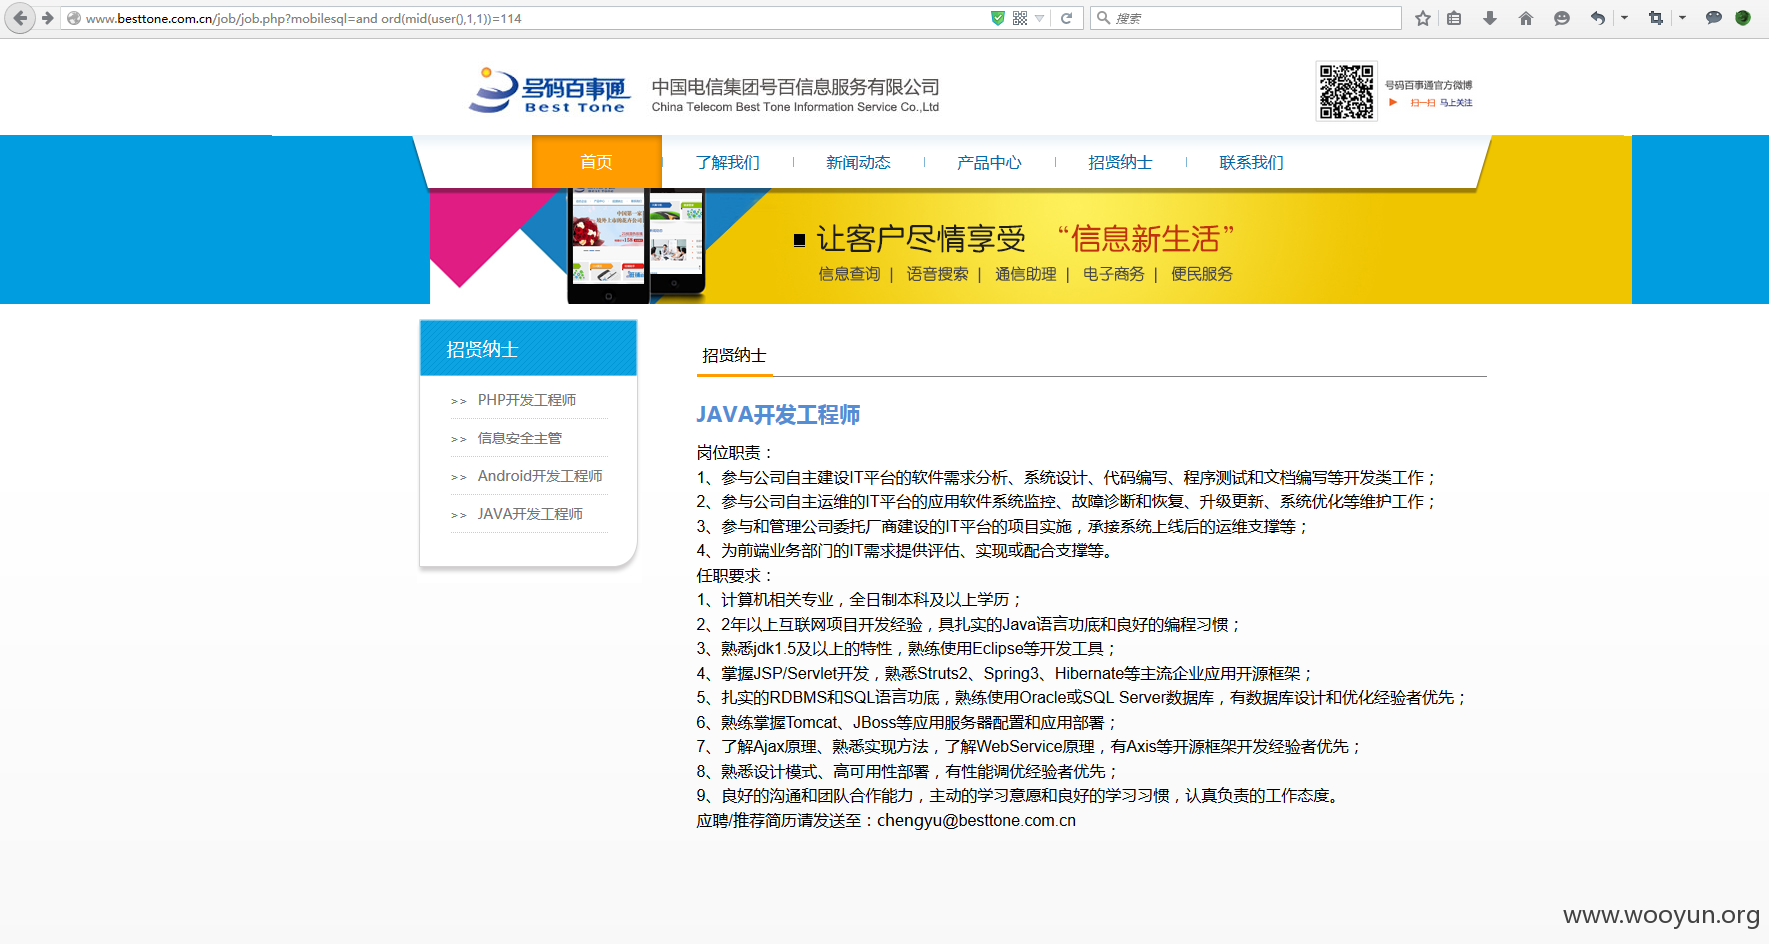 www.besttone.com.cn/job/job.php?mobilesql=and ord(mid(user(),1,1))=114
搜索
号码百事通
Best Tone
中国电信集团号百信息服务有限公司
China Telecom Best Tone Information Service Co.,Ltd
号码百事通官方微博
扫一扫 马上关注
首页
了解我们
新闻动态
产品中心
招贤纳士
联系我们
让客户尽情享受 “信息新生活”
信息查询 | 语音搜索 | 通信助理 | 电子商务 | 便民服务
招贤纳士
>> PHP开发工程师
>> 信息安全主管
>> Android开发工程师
>> JAVA开发工程师
招贤纳士
JAVA开发工程师
岗位职责：
1、参与公司自主建设IT平台的软件需求分析、系统设计、代码编写、程序测试和文档编写等开发类工作；
2、参与公司自主运维的IT平台的应用软件系统监控、故障诊断和恢复、升级更新、系统优化等维护工作；
3、参与和管理公司委托厂商建设的IT平台的项目实施，承接系统上线后的运维支撑等；
4、为前端业务部门的IT需求提供评估、实现或配合支撑等。
任职要求：
1、计算机相关专业，全日制本科及以上学历；
2、2年以上互联网项目开发经验，具扎实的Java语言功底和良好的编程习惯；
3、熟悉jdk1.5及以上的特性，熟练使用Eclipse等开发工具；
4、掌握JSP/Servlet开发，熟悉Struts2、Spring3、Hibernate等主流企业应用开源框架；
5、扎实的RDBMS和SQL语言功底，熟练使用Oracle或SQL Server数据库，有数据库设计和优化经验者优先；
6、熟练掌握Tomcat、JBoss等应用服务器配置和应用部署；
7、了解Ajax原理、熟悉实现方法，了解WebService原理，有Axis等开源框架开发经验者优先；
8、熟悉设计模式、高可用性部署，有性能调优经验者优先；
9、良好的沟通和团队合作能力，主动的学习意愿和良好的学习习惯，认真负责的工作态度。
应聘/推荐简历请发送至：chengyu@besttone.com.cn
www.wooyun.org